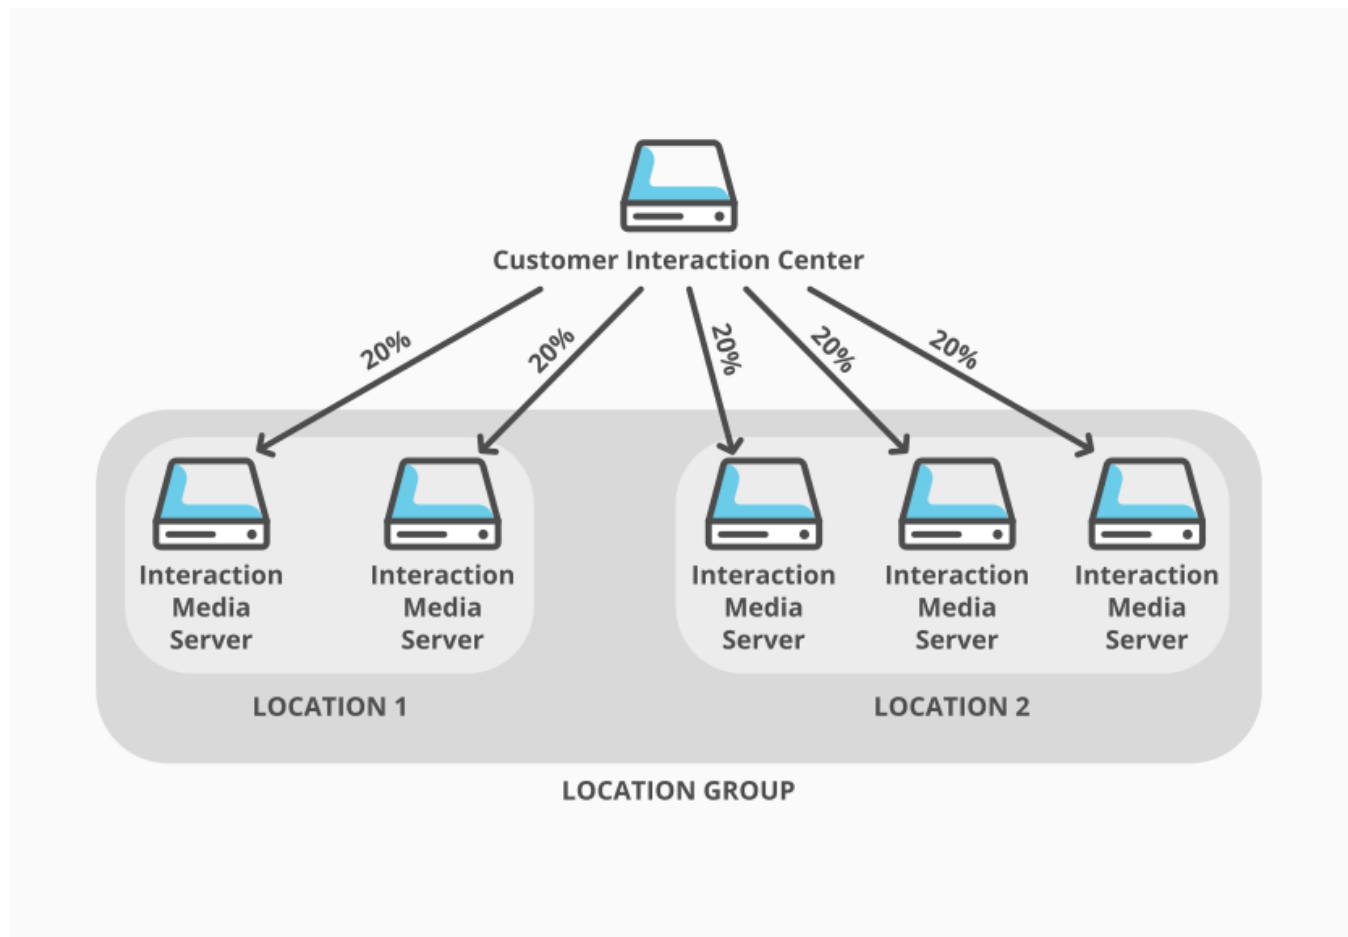 Customer Interaction Center
20%
20%
20%
20%
20%
Interaction
Media
Server
Interaction
Media
Server
Interaction
Media
Server
Interaction
Media
Server
Interaction
Media
Server
LOCATION 1
LOCATION 2
LOCATION GROUP